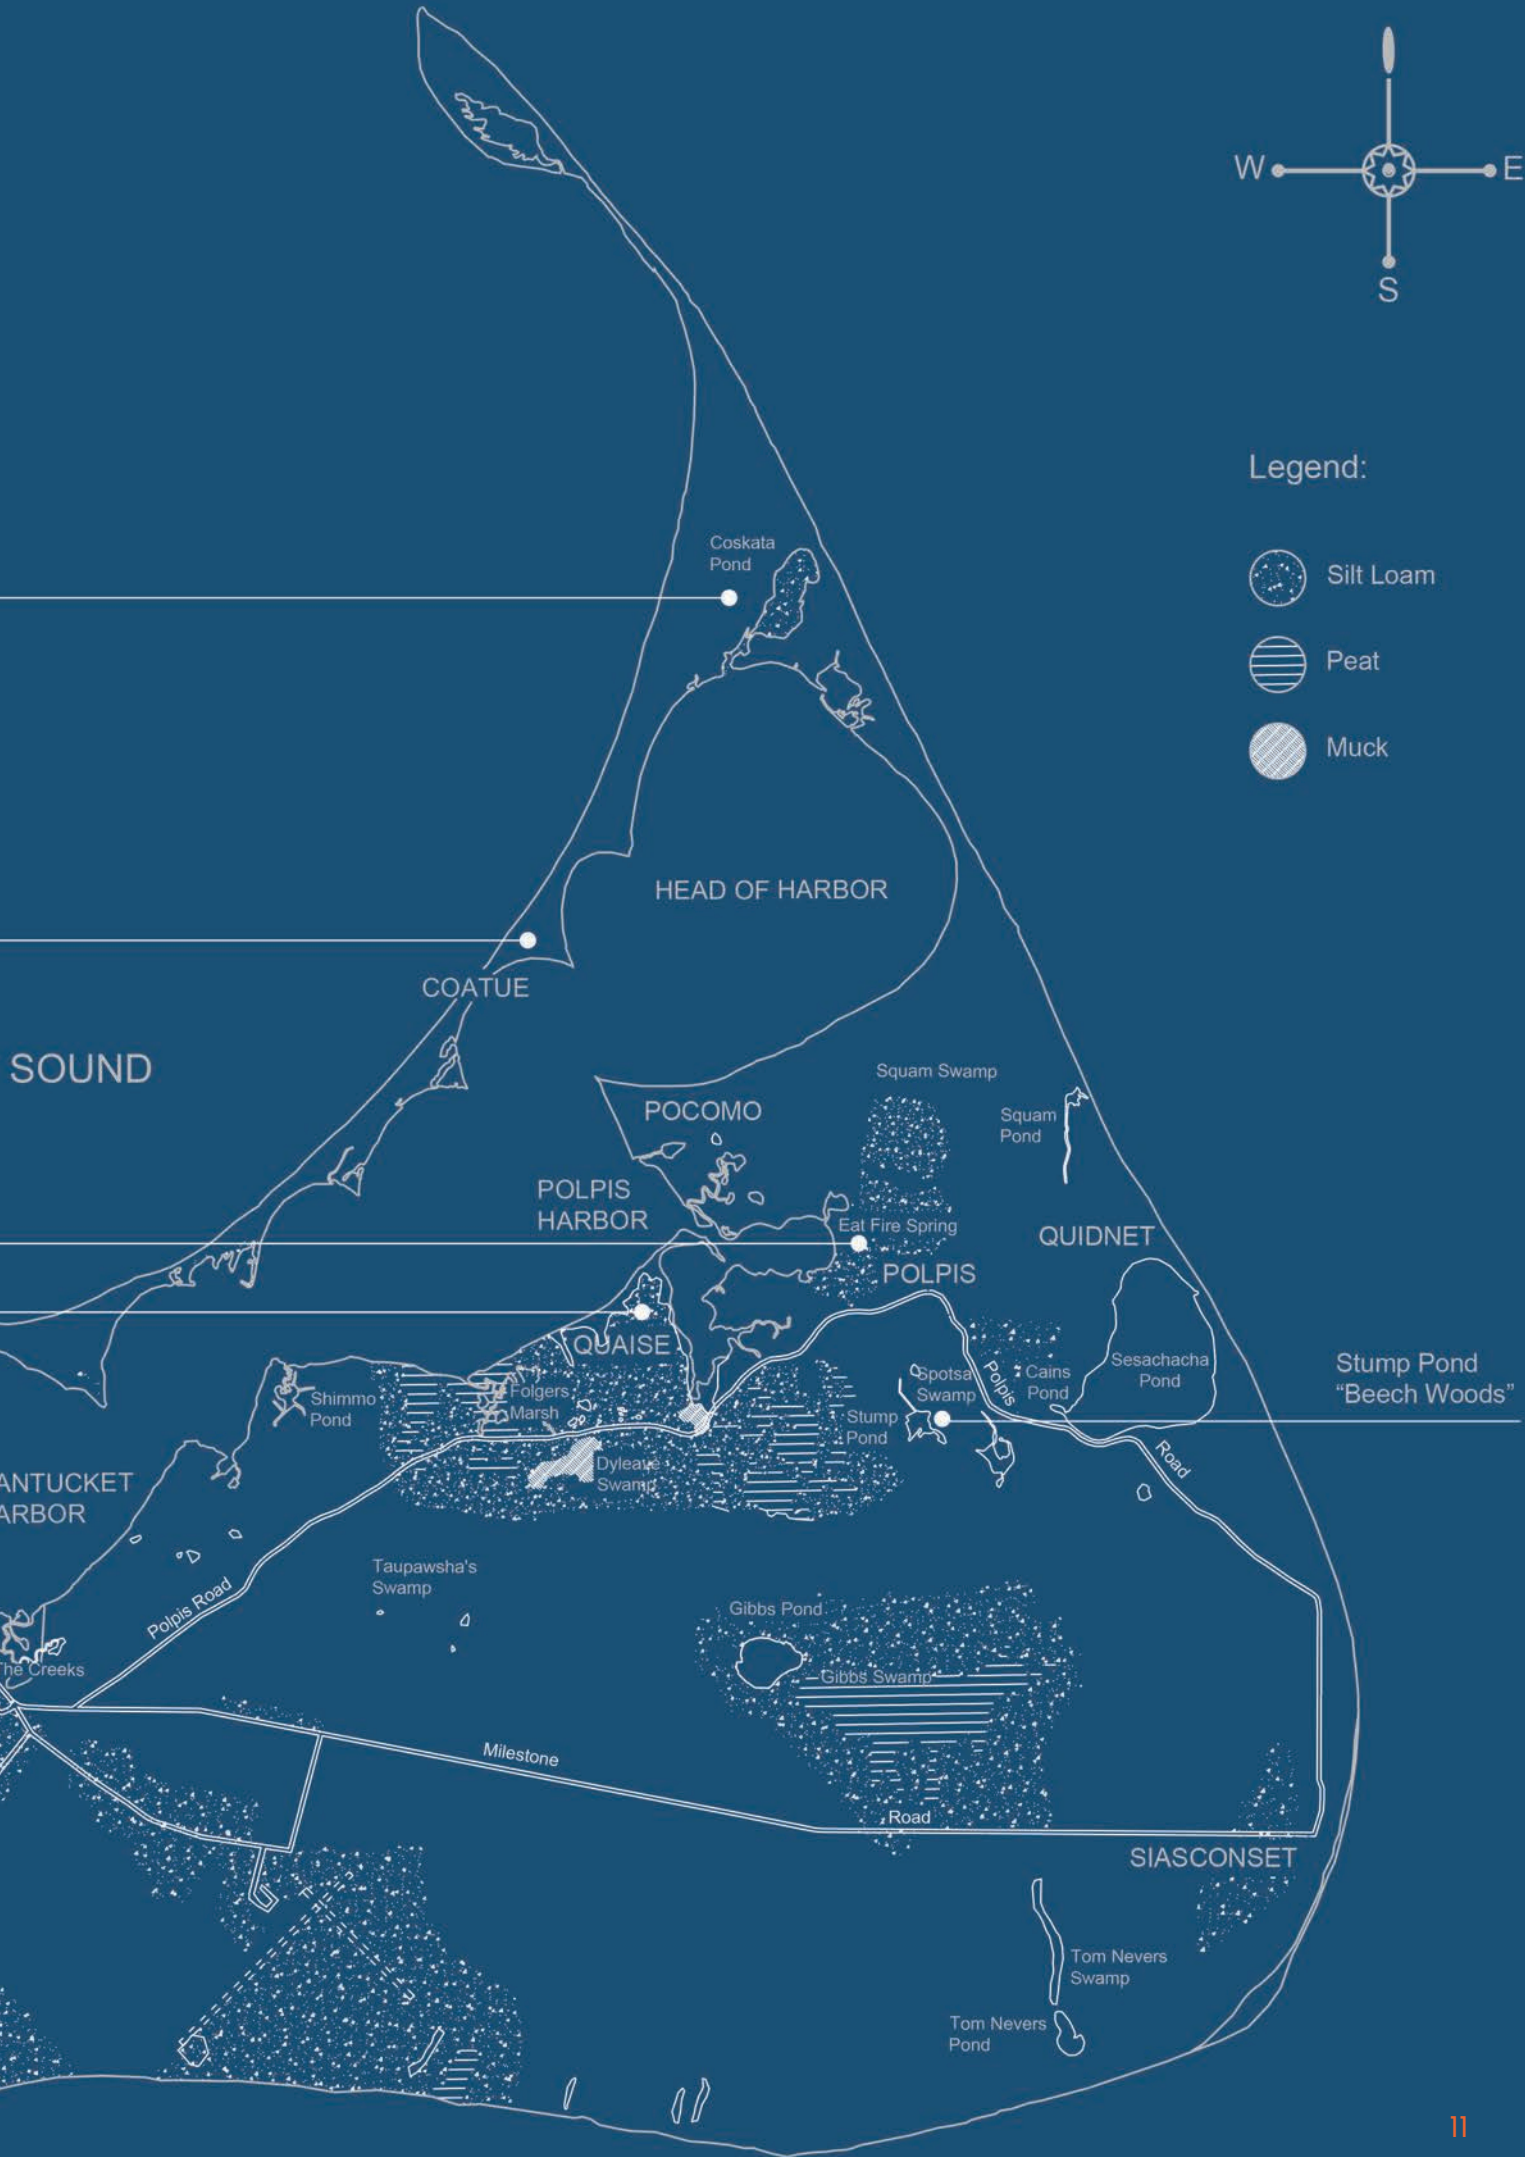 W
E
S
Legend:
Silt Loam
Peat
Muck
Coskata
Pond
HEAD OF HARBOR
COATUE
SOUND
Squam Swamp
POCOMO
Squam
Pond
POLPIS
HARBOR
Eat Fire Spring
QUIDNET
POLPIS
QUAISE
Sesachacha
Pond
Stump Pond
“Beech Woods”
Spotsa
Swamp
Polpis
Cains
Pond
Shimmo
Pond
Folgers
Marsh
Stump
Pond
Road
Dyleave
Swamp
ANTUCKET
ARBOR
Taupawsha's
Swamp
Polpis Road
Gibbs Pond
The Creeks
Gibbs Swamp
Milestone
Road
SIASCONSET
Tom Nevers
Swamp
Tom Nevers
Pond
11